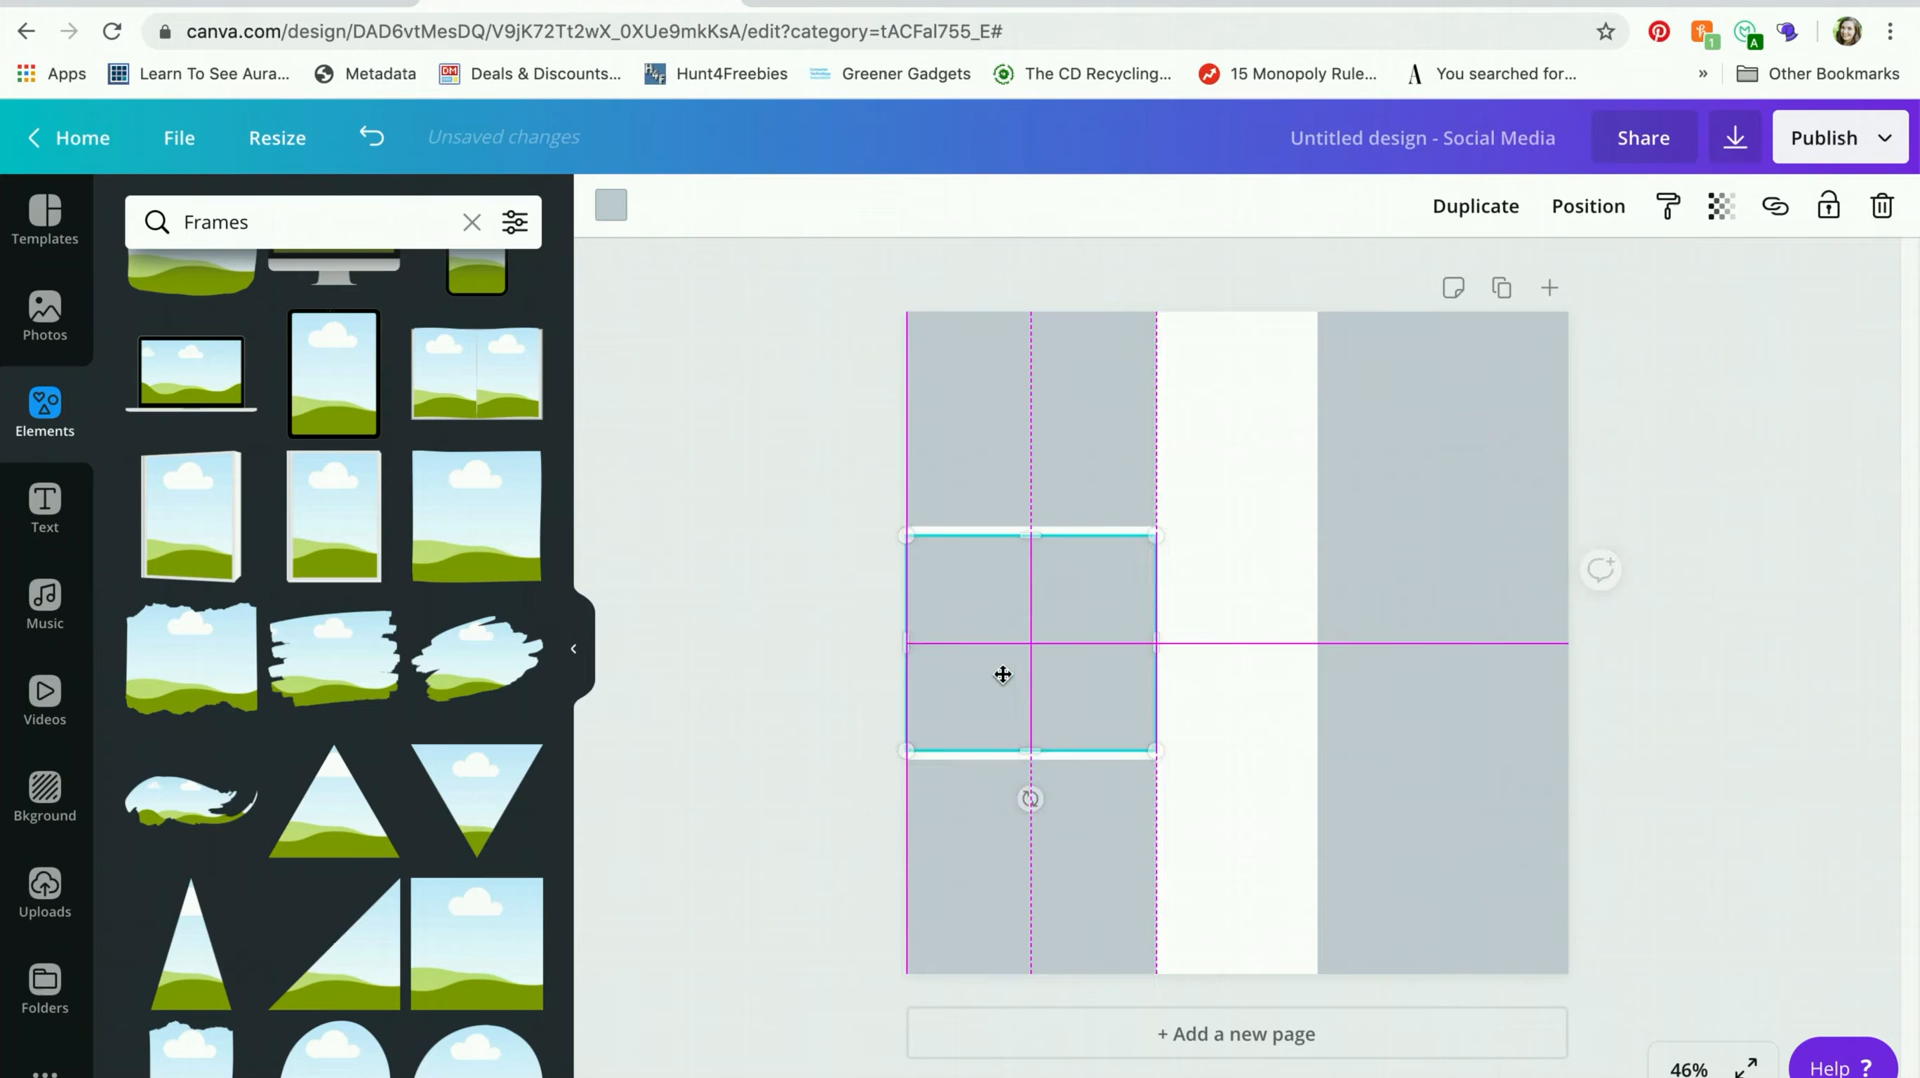 canva.com/design/DAD6vtMesDQ/V9jK72Tt2wX_0XUe9mkKsA/edit?category=tACFal755_E#
Apps Learn To See Aura... Metadata DM Deals & Discounts... H4F Hunt4Freebies Greener Gadgets The CD Recycling... 15 Monopoly Rule... A You searched for... » Other Bookmarks
Home File Resize Unsaved changes Untitled design - Social Media Share Publish
Frames
Duplicate Position
Templates
Photos
Elements
Text
Music
Videos
Bkground
Uploads
Folders
+ Add a new page
46% Help ?